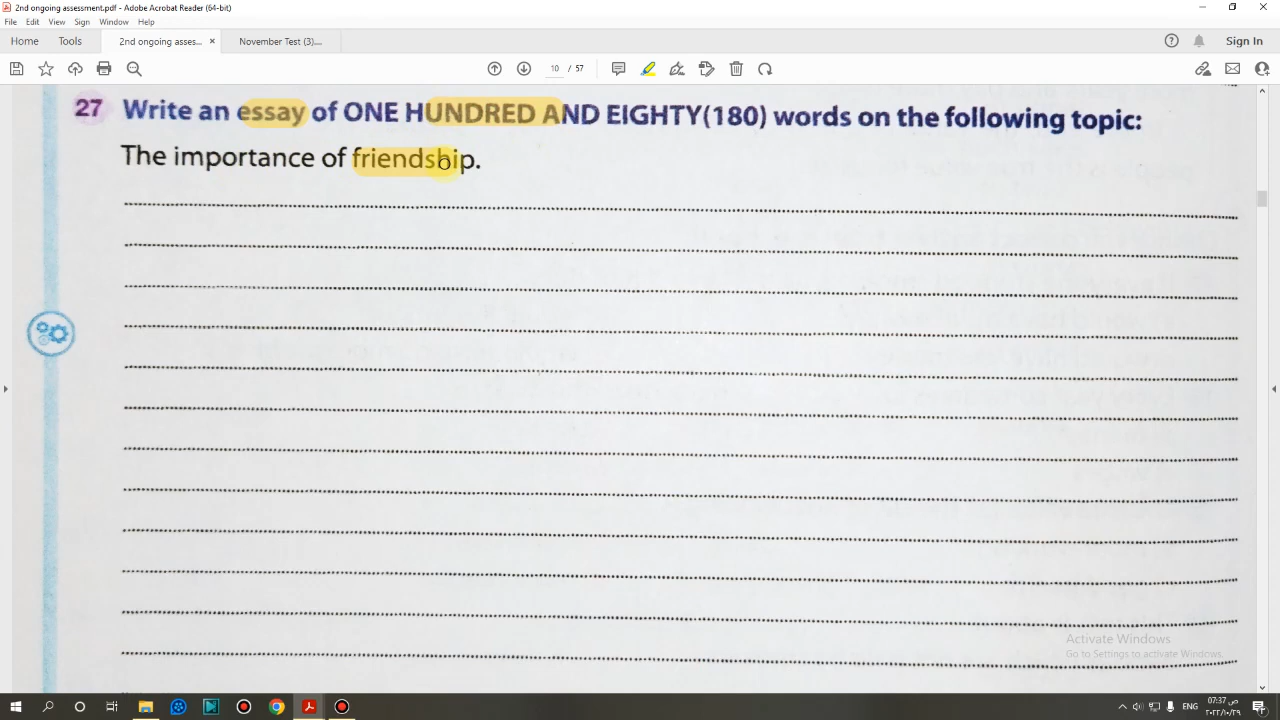 2nd ongoing assessment.pdf - Adobe Acrobat Reader (64-bit)
File Edit View Sign Window Help
Home Tools 2nd ongoing asses... × November Test (3).... Sign In
10 / 57
27 Write an essay of ONE HUNDRED AND EIGHTY(180) words on the following topic:
The importance of friendship.
Activate Windows
Go to Settings to activate Windows.
ENG
07:37 ص
٢٠٢٢/١٠/٢٩